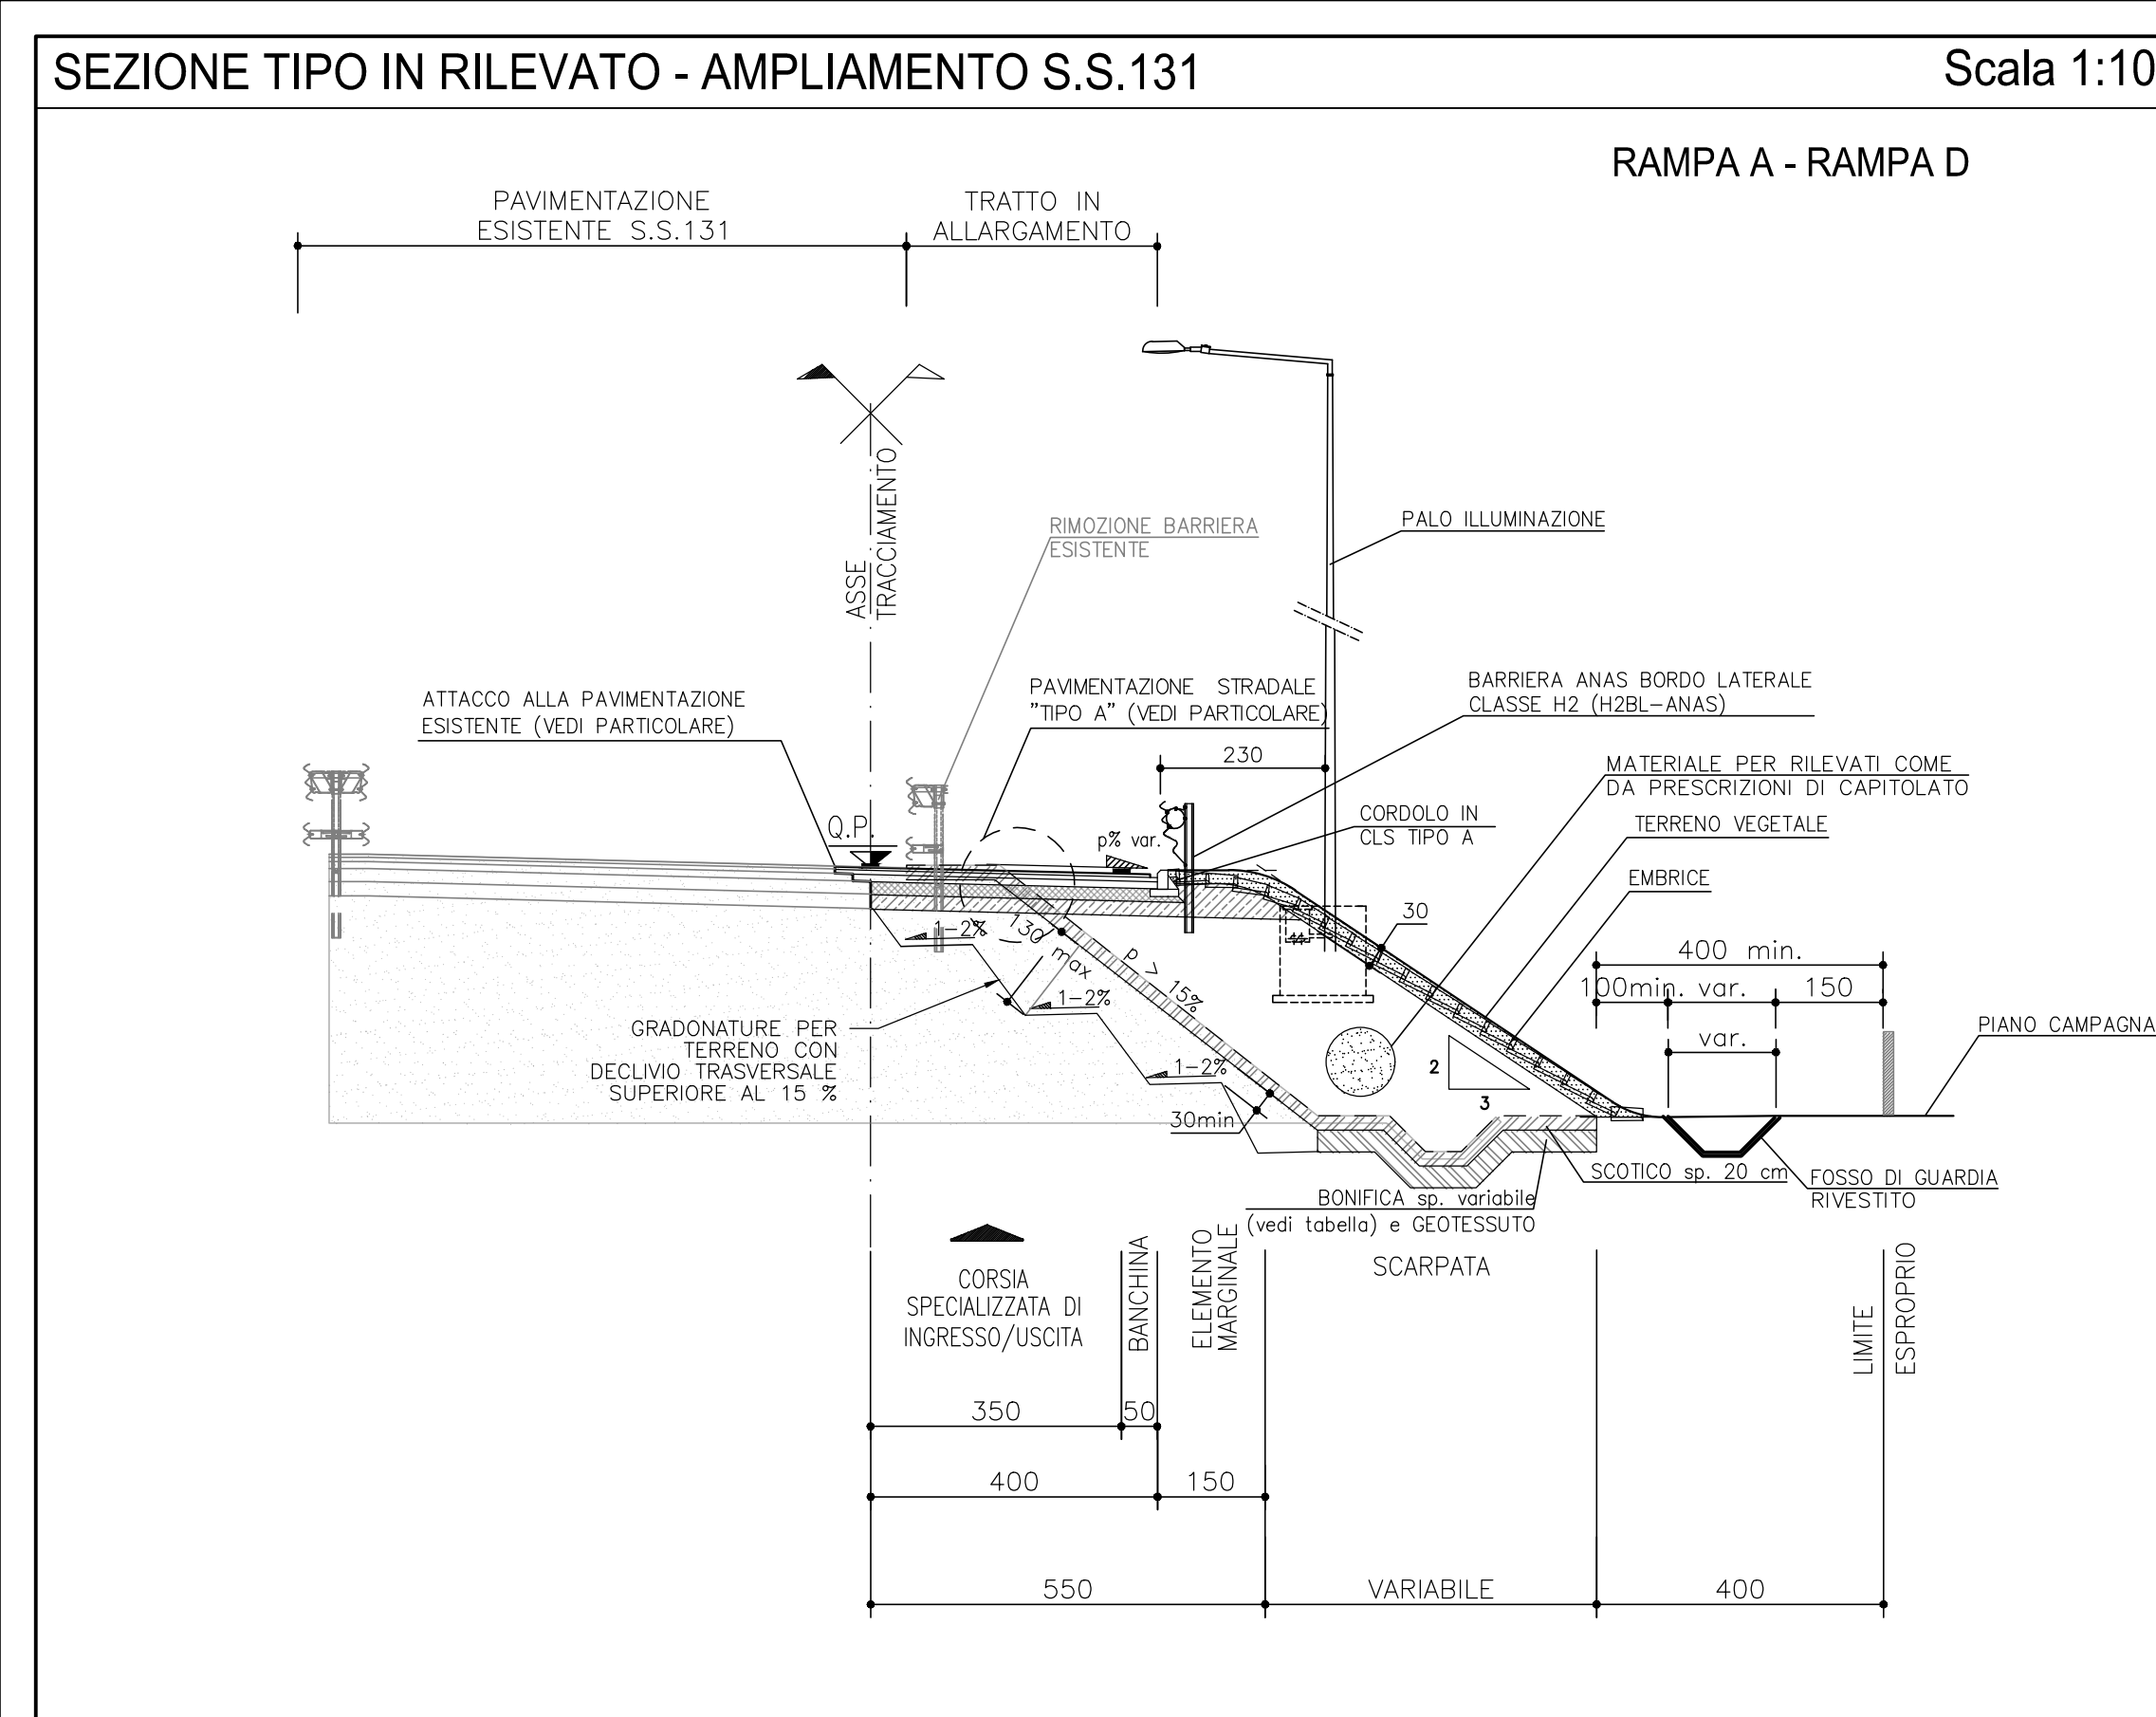 SEZIONE TIPO IN RILEVATO - AMPLIAMENTO S.S.131
Scala 1:10
RAMPA A - RAMPA D
PAVIMENTAZIONE
ESISTENTE S.S.131
TRATTO IN
ALLARGAMENTO
ASSE
TRACCIAMENTO
RIMOZIONE BARRIERA
ESISTENTE
PALO ILLUMINAZIONE
ATTACCO ALLA PAVIMENTAZIONE
ESISTENTE (VEDI PARTICOLARE)
PAVIMENTAZIONE STRADALE
"TIPO A" (VEDI PARTICOLARE)
BARRIERA ANAS BORDO LATERALE
CLASSE H2 (H2BL-ANAS)
230
MATERIALE PER RILEVATI COME
DA PRESCRIZIONI DI CAPITOLATO
CORDOLO IN
CLS TIPO A
TERRENO VEGETALE
Q.P.
p% var.
EMBRICE
30
1-2%
130 max
p > 15%
1-2%
400 min.
100min. var.
150
var.
PIANO CAMPAGNA
GRADONATURE PER
TERRENO CON
DECLIVIO TRASVERSALE
SUPERIORE AL 15 %
1-2%
2
3
30min
SCOTICO sp. 20 cm
FOSSO DI GUARDIA
RIVESTITO
BONIFICA sp. variabile
(vedi tabella) e GEOTESSUTO
CORSIA
SPECIALIZZATA DI
INGRESSO/USCITA
BANCHINA
ELEMENTO
MARGINALE
SCARPATA
LIMITE
ESPROPRIO
350
50
400
150
550
VARIABILE
400